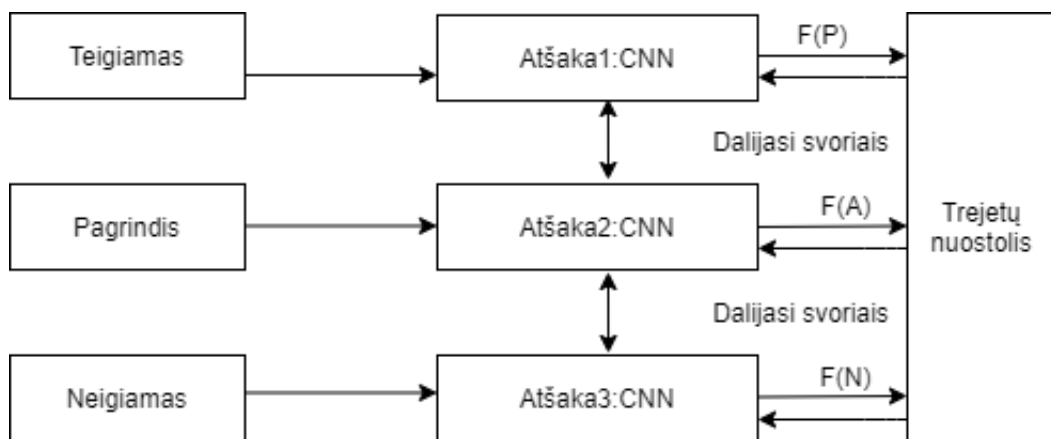 Teigiamas
Atšaka1:CNN
F(P)
Dalijasi svoriais
Pagrindis
Atšaka2:CNN
F(A)
Trejetų
nuostolis
Dalijasi svoriais
Neigiamas
Atšaka3:CNN
F(N)